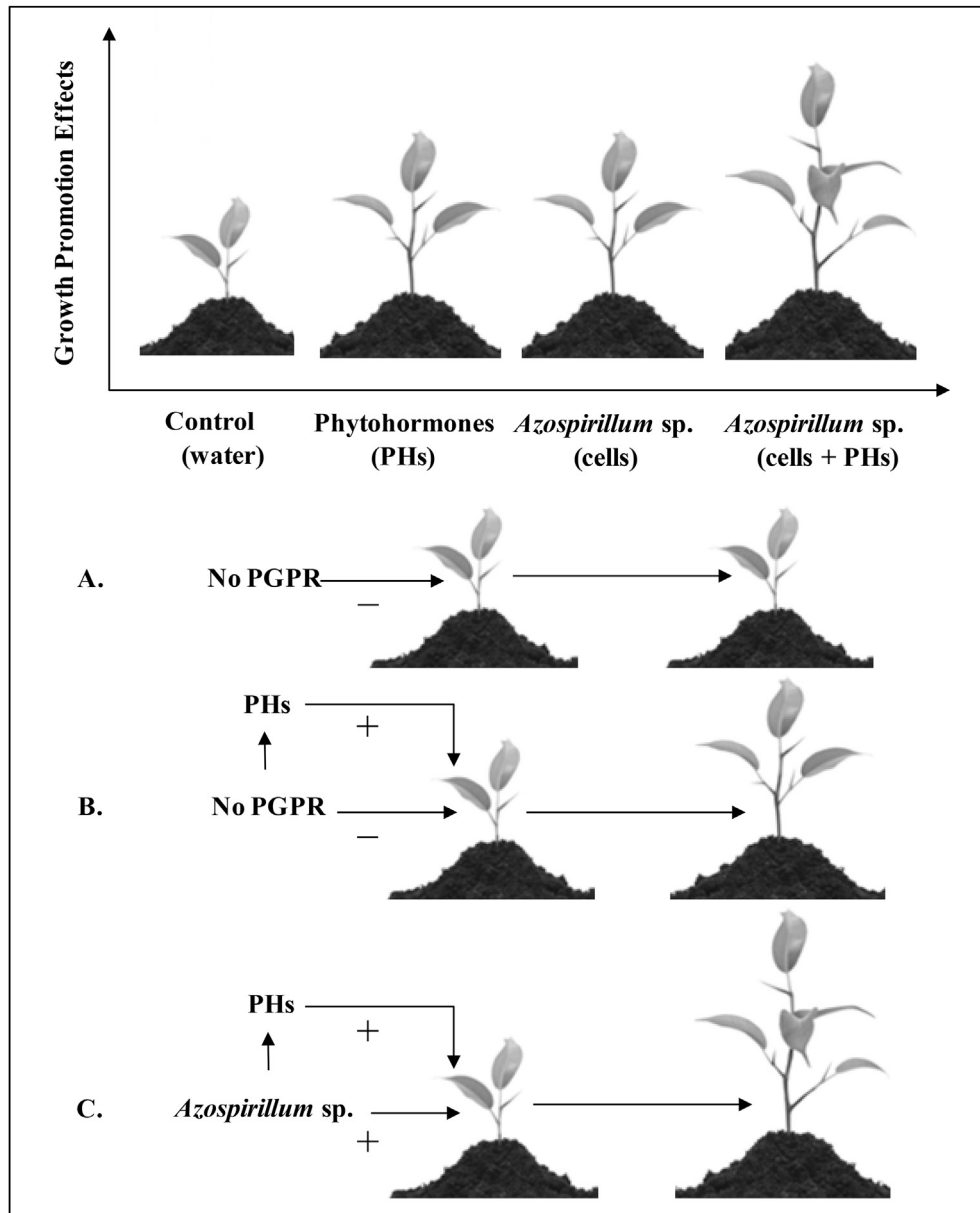 Growth Promotion Effects
Control
(water)
Phytohormones
(PHs)
Azospirillum sp.
(cells)
Azospirillum sp.
(cells + PHs)
A.
No PGPR
–
PHs
+
B.
No PGPR
–
PHs
+
C.
Azospirillum sp.
+